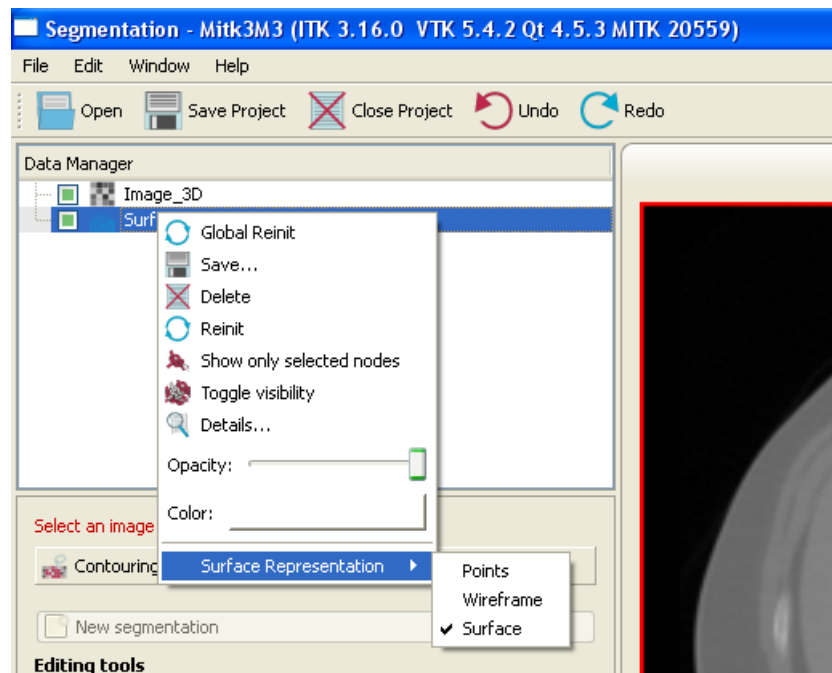 Segmentation - Mitk3M3 (ITK 3.16.0 VTK 5.4.2 Qt 4.5.3 MITK 20559)
File Edit Window Help
Open Save Project Close Project Undo Redo
Data Manager
Image_3D
Surf
Global Reinit
Save...
Delete
Reinit
Show only selected nodes
Toggle visibility
Details...
Opacity:
Color:
Select an image
Contouring
Surface Representation
Points
Wireframe
Surface
New segmentation
Editing tools